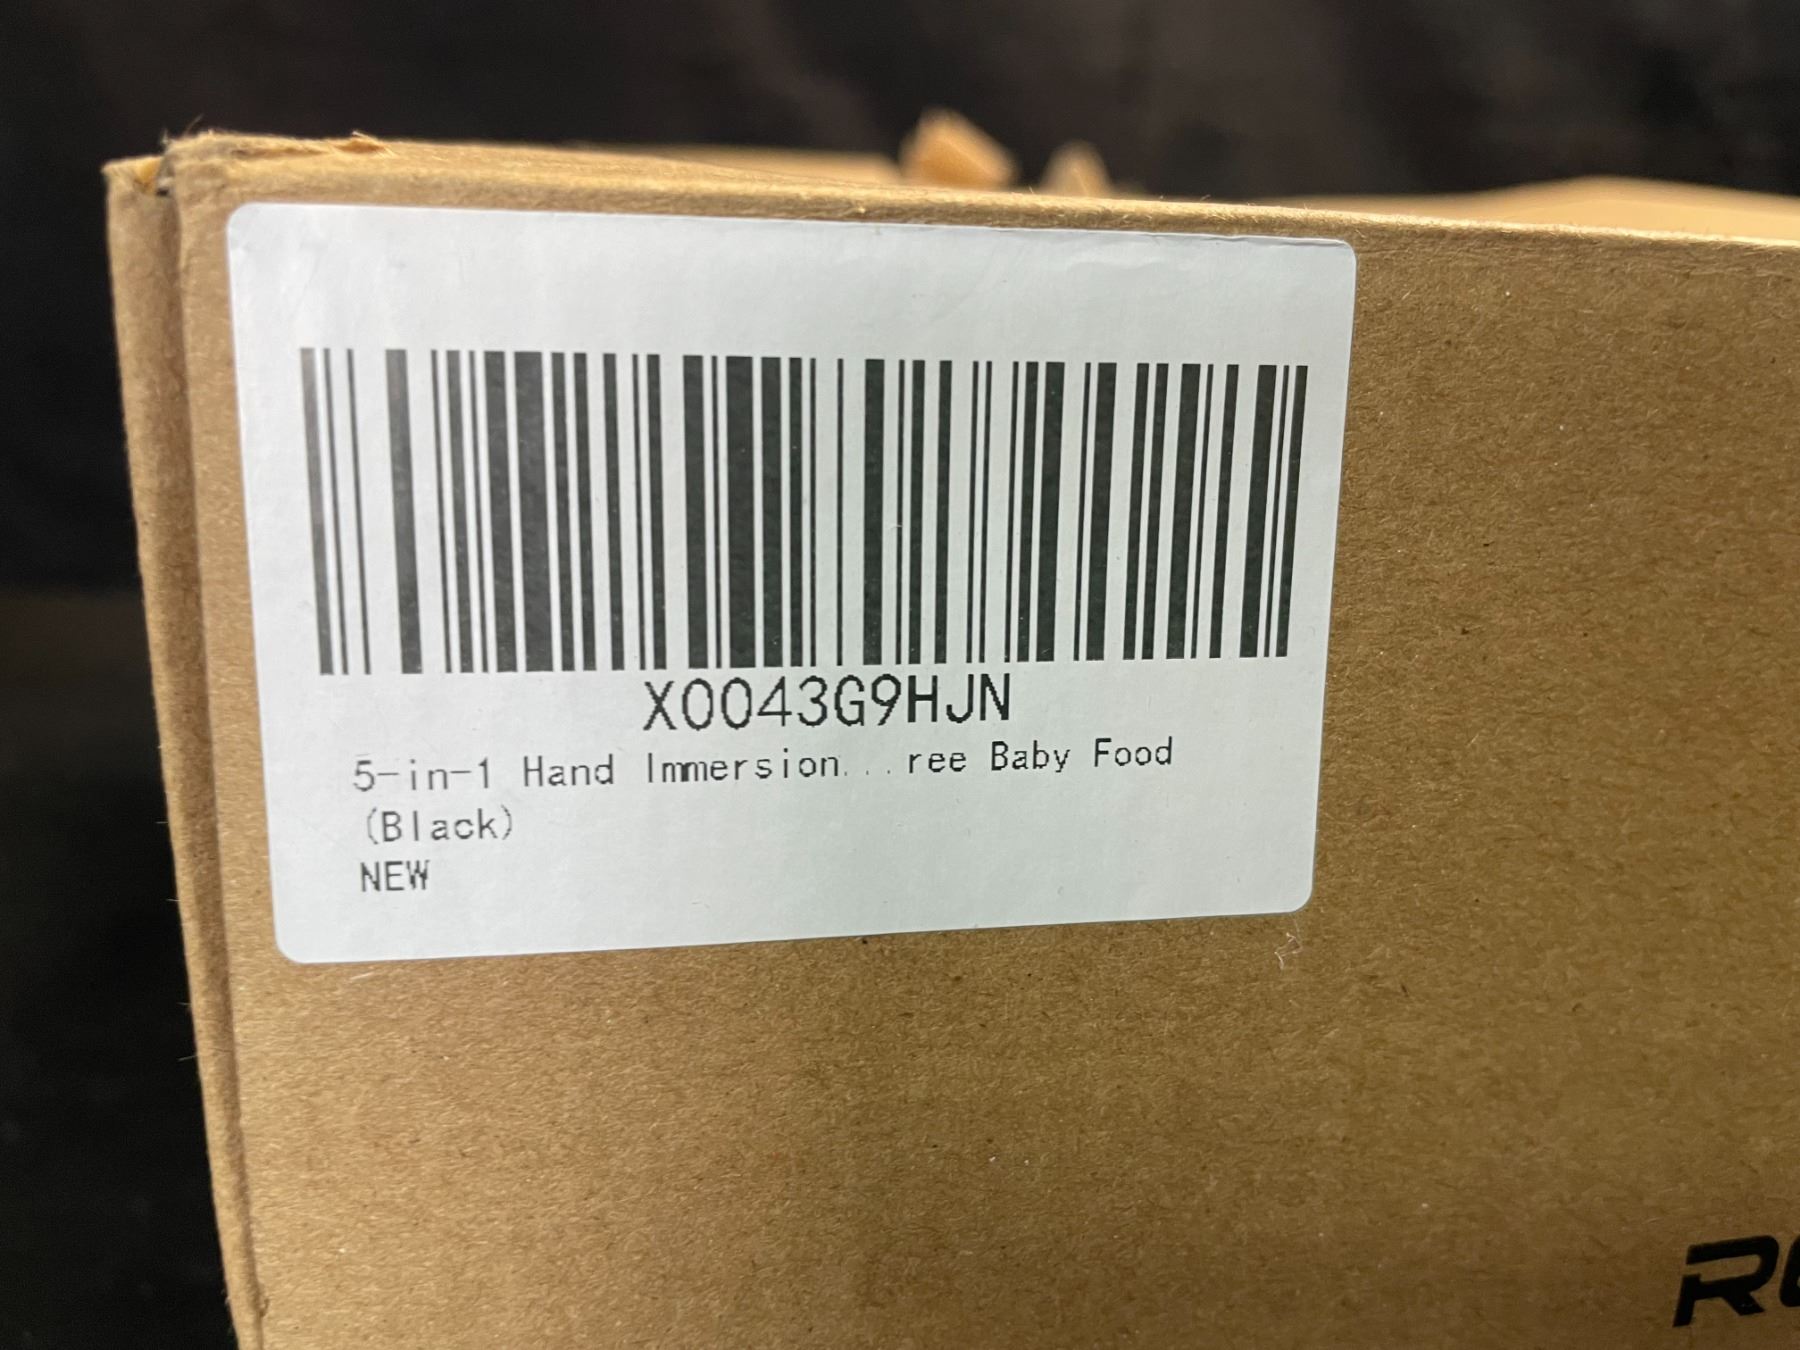 X0043G9HJN
5-in-1 Hand Immersion...ree Baby Food
(Black)
NEW